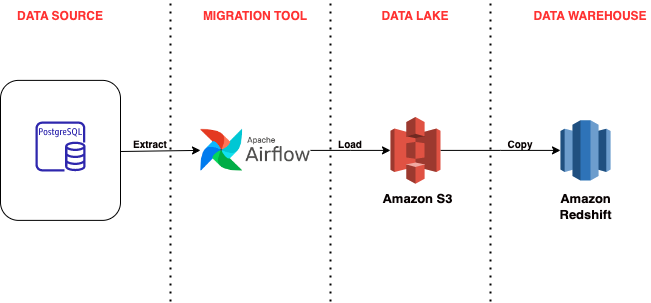 DATA SOURCE
MIGRATION TOOL
DATA LAKE
DATA WAREHOUSE
PostgreSQL
Extract
Apache
Airflow
Load
Copy
Amazon S3
Amazon
Redshift